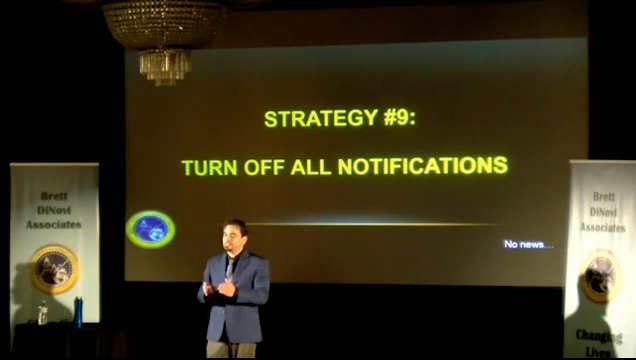 STRATEGY #9:
TURN OFF ALL NOTIFICATIONS
No news...
Brett
DiNovi
Associates
Brett
DiNovi
Associates
Changing
Lives